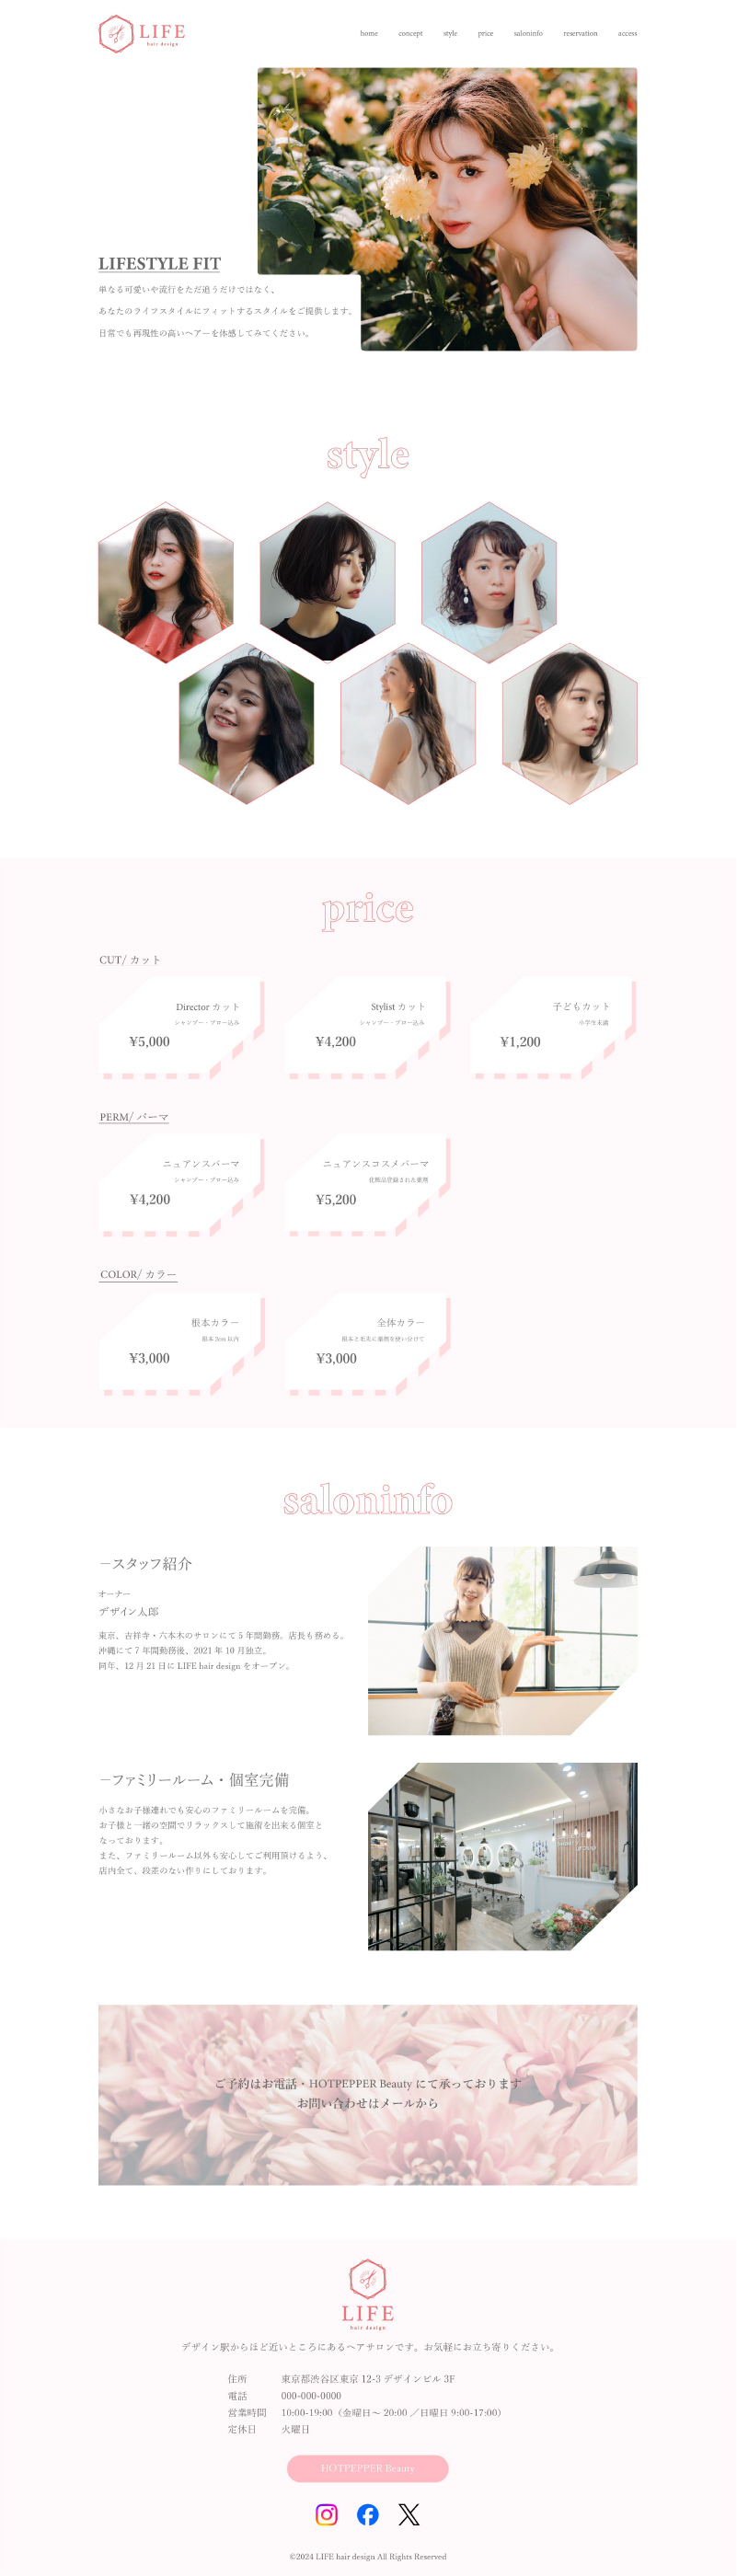 LIFE
hair design
home
concept
style
price
saloninfo
reservation
access
LIFESTYLE FIT
単なる可愛いや流行をただ追うだけではなく、
あなたのライフスタイルにフィットするスタイルをご提供します。
日常でも再現性の高いヘアーを体感してみてください。
style
price
CUT/ カット
Director カット
シャンプー・ブロー込み
¥5,000
Stylist カット
シャンプー・ブロー込み
¥4,200
子どもカット
小学生未満
¥1,200
PERM/ パーマ
ニュアンスパーマ
シャンプー・ブロー込み
¥4,200
ニュアンスコスメパーマ
化粧品登録された薬剤
¥5,200
COLOR/ カラー
根本カラー
根本 3cm 以内
¥3,000
全体カラー
根本と毛先に薬剤を使い分けて
¥3,000
saloninfo
−スタッフ紹介
オーナー
デザイン太郎
東京、吉祥寺・六本木のサロンにて 5 年間勤務。店長も務める。
沖縄にて 7 年間勤務後、2021 年 10 月独立。
同年、12 月 21 日に LIFE hair design をオープン。
−ファミリールーム・個室完備
小さなお子様連れでも安心のファミリールームを完備。
お子様と一緒の空間でリラックスして施術を出来る個室と
なっております。
また、ファミリールーム以外も安心してご利用頂けるよう、
店内全て、段差のない作りにしております。
ご予約はお電話・HOTPEPPER Beauty にて承っております
お問い合わせはメールから
LIFE
hair design
デザイン駅からほど近いところにあるヘアサロンです。お気軽にお立ち寄りください。
住所 東京都渋谷区東京 12-3 デザインビル 3F
電話 000-000-0000
営業時間 10:00-19:00（金曜日〜 20:00 ／日曜日 9:00-17:00）
定休日 火曜日
HOTPEPPER Beauty
©2024 LIFE hair design All Rights Reserved